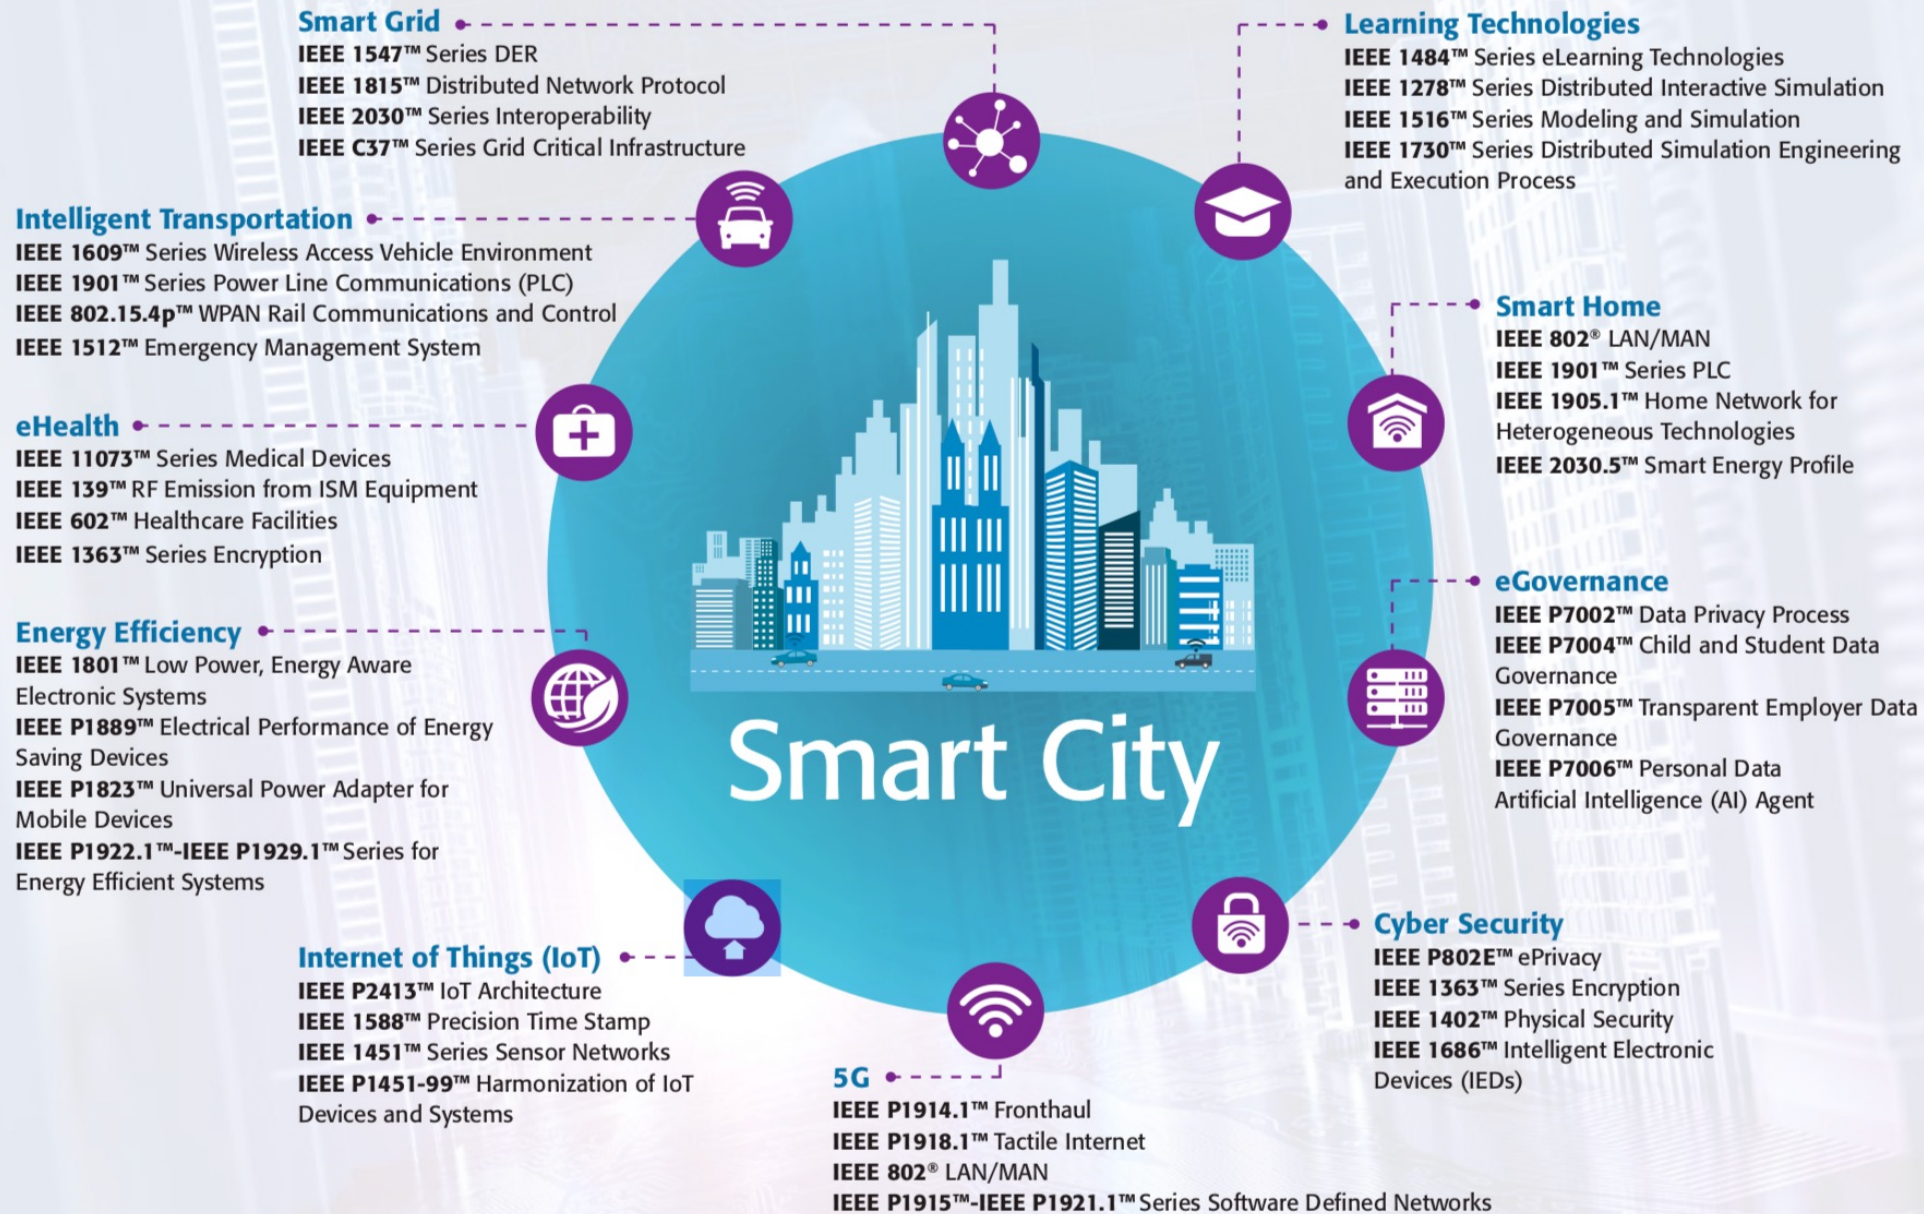 Smart Grid
IEEE 1547™ Series DER
IEEE 1815™ Distributed Network Protocol
IEEE 2030™ Series Interoperability
IEEE C37™ Series Grid Critical Infrastructure
Learning Technologies
IEEE 1484™ Series eLearning Technologies
IEEE 1278™ Series Distributed Interactive Simulation
IEEE 1516™ Series Modeling and Simulation
IEEE 1730™ Series Distributed Simulation Engineering
and Execution Process
Intelligent Transportation
IEEE 1609™ Series Wireless Access Vehicle Environment
IEEE 1901™ Series Power Line Communications (PLC)
IEEE 802.15.4p™ WPAN Rail Communications and Control
IEEE 1512™ Emergency Management System
Smart Home
IEEE 802® LAN/MAN
IEEE 1901™ Series PLC
IEEE 1905.1™ Home Network for
Heterogeneous Technologies
IEEE 2030.5™ Smart Energy Profile
eHealth
IEEE 11073™ Series Medical Devices
IEEE 139™ RF Emission from ISM Equipment
IEEE 602™ Healthcare Facilities
IEEE 1363™ Series Encryption
eGovernance
IEEE P7002™ Data Privacy Process
IEEE P7004™ Child and Student Data
Governance
IEEE P7005™ Transparent Employer Data
Governance
IEEE P7006™ Personal Data
Artificial Intelligence (AI) Agent
Energy Efficiency
IEEE 1801™ Low Power, Energy Aware
Electronic Systems
IEEE P1889™ Electrical Performance of Energy
Saving Devices
IEEE P1823™ Universal Power Adapter for
Mobile Devices
IEEE P1922.1™-IEEE P1929.1™ Series for
Energy Efficient Systems
Smart City
Internet of Things (IoT)
IEEE P2413™ IoT Architecture
IEEE 1588™ Precision Time Stamp
IEEE 1451™ Series Sensor Networks
IEEE P1451-99™ Harmonization of IoT
Devices and Systems
Cyber Security
IEEE P802E™ ePrivacy
IEEE 1363™ Series Encryption
IEEE 1402™ Physical Security
IEEE 1686™ Intelligent Electronic
Devices (IEDs)
5G
IEEE P1914.1™ Fronthaul
IEEE P1918.1™ Tactile Internet
IEEE 802® LAN/MAN
IEEE P1915™-IEEE P1921.1™ Series Software Defined Networks